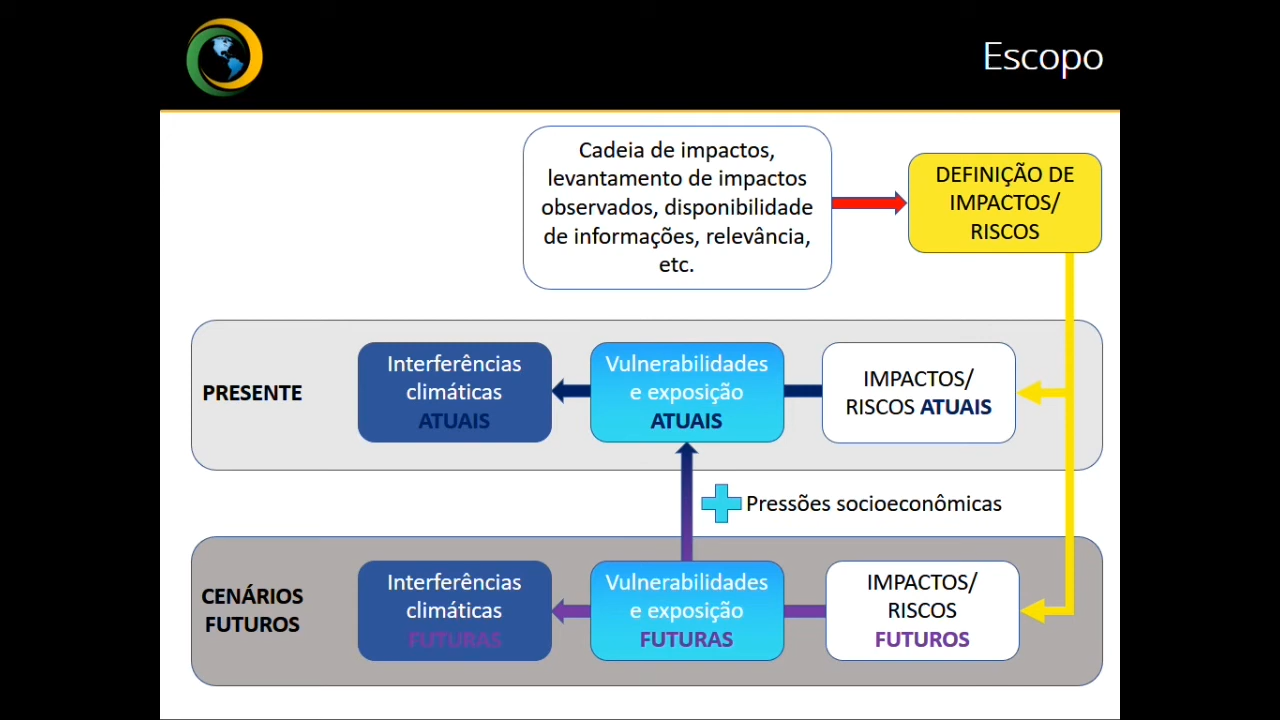 Escopo
Cadeia de impactos,
levantamento de impactos
observados, disponibilidade
de informações, relevância,
etc.
DEFINIÇÃO DE
IMPACTOS/
RISCOS
PRESENTE
Interferências
climáticas
ATUAIS
Vulnerabilidades
e exposição
ATUAIS
IMPACTOS/
RISCOS ATUAIS
Pressões socioeconômicas
CENÁRIOS
FUTUROS
Interferências
climáticas
FUTURAS
Vulnerabilidades
e exposição
FUTURAS
IMPACTOS/
RISCOS
FUTUROS